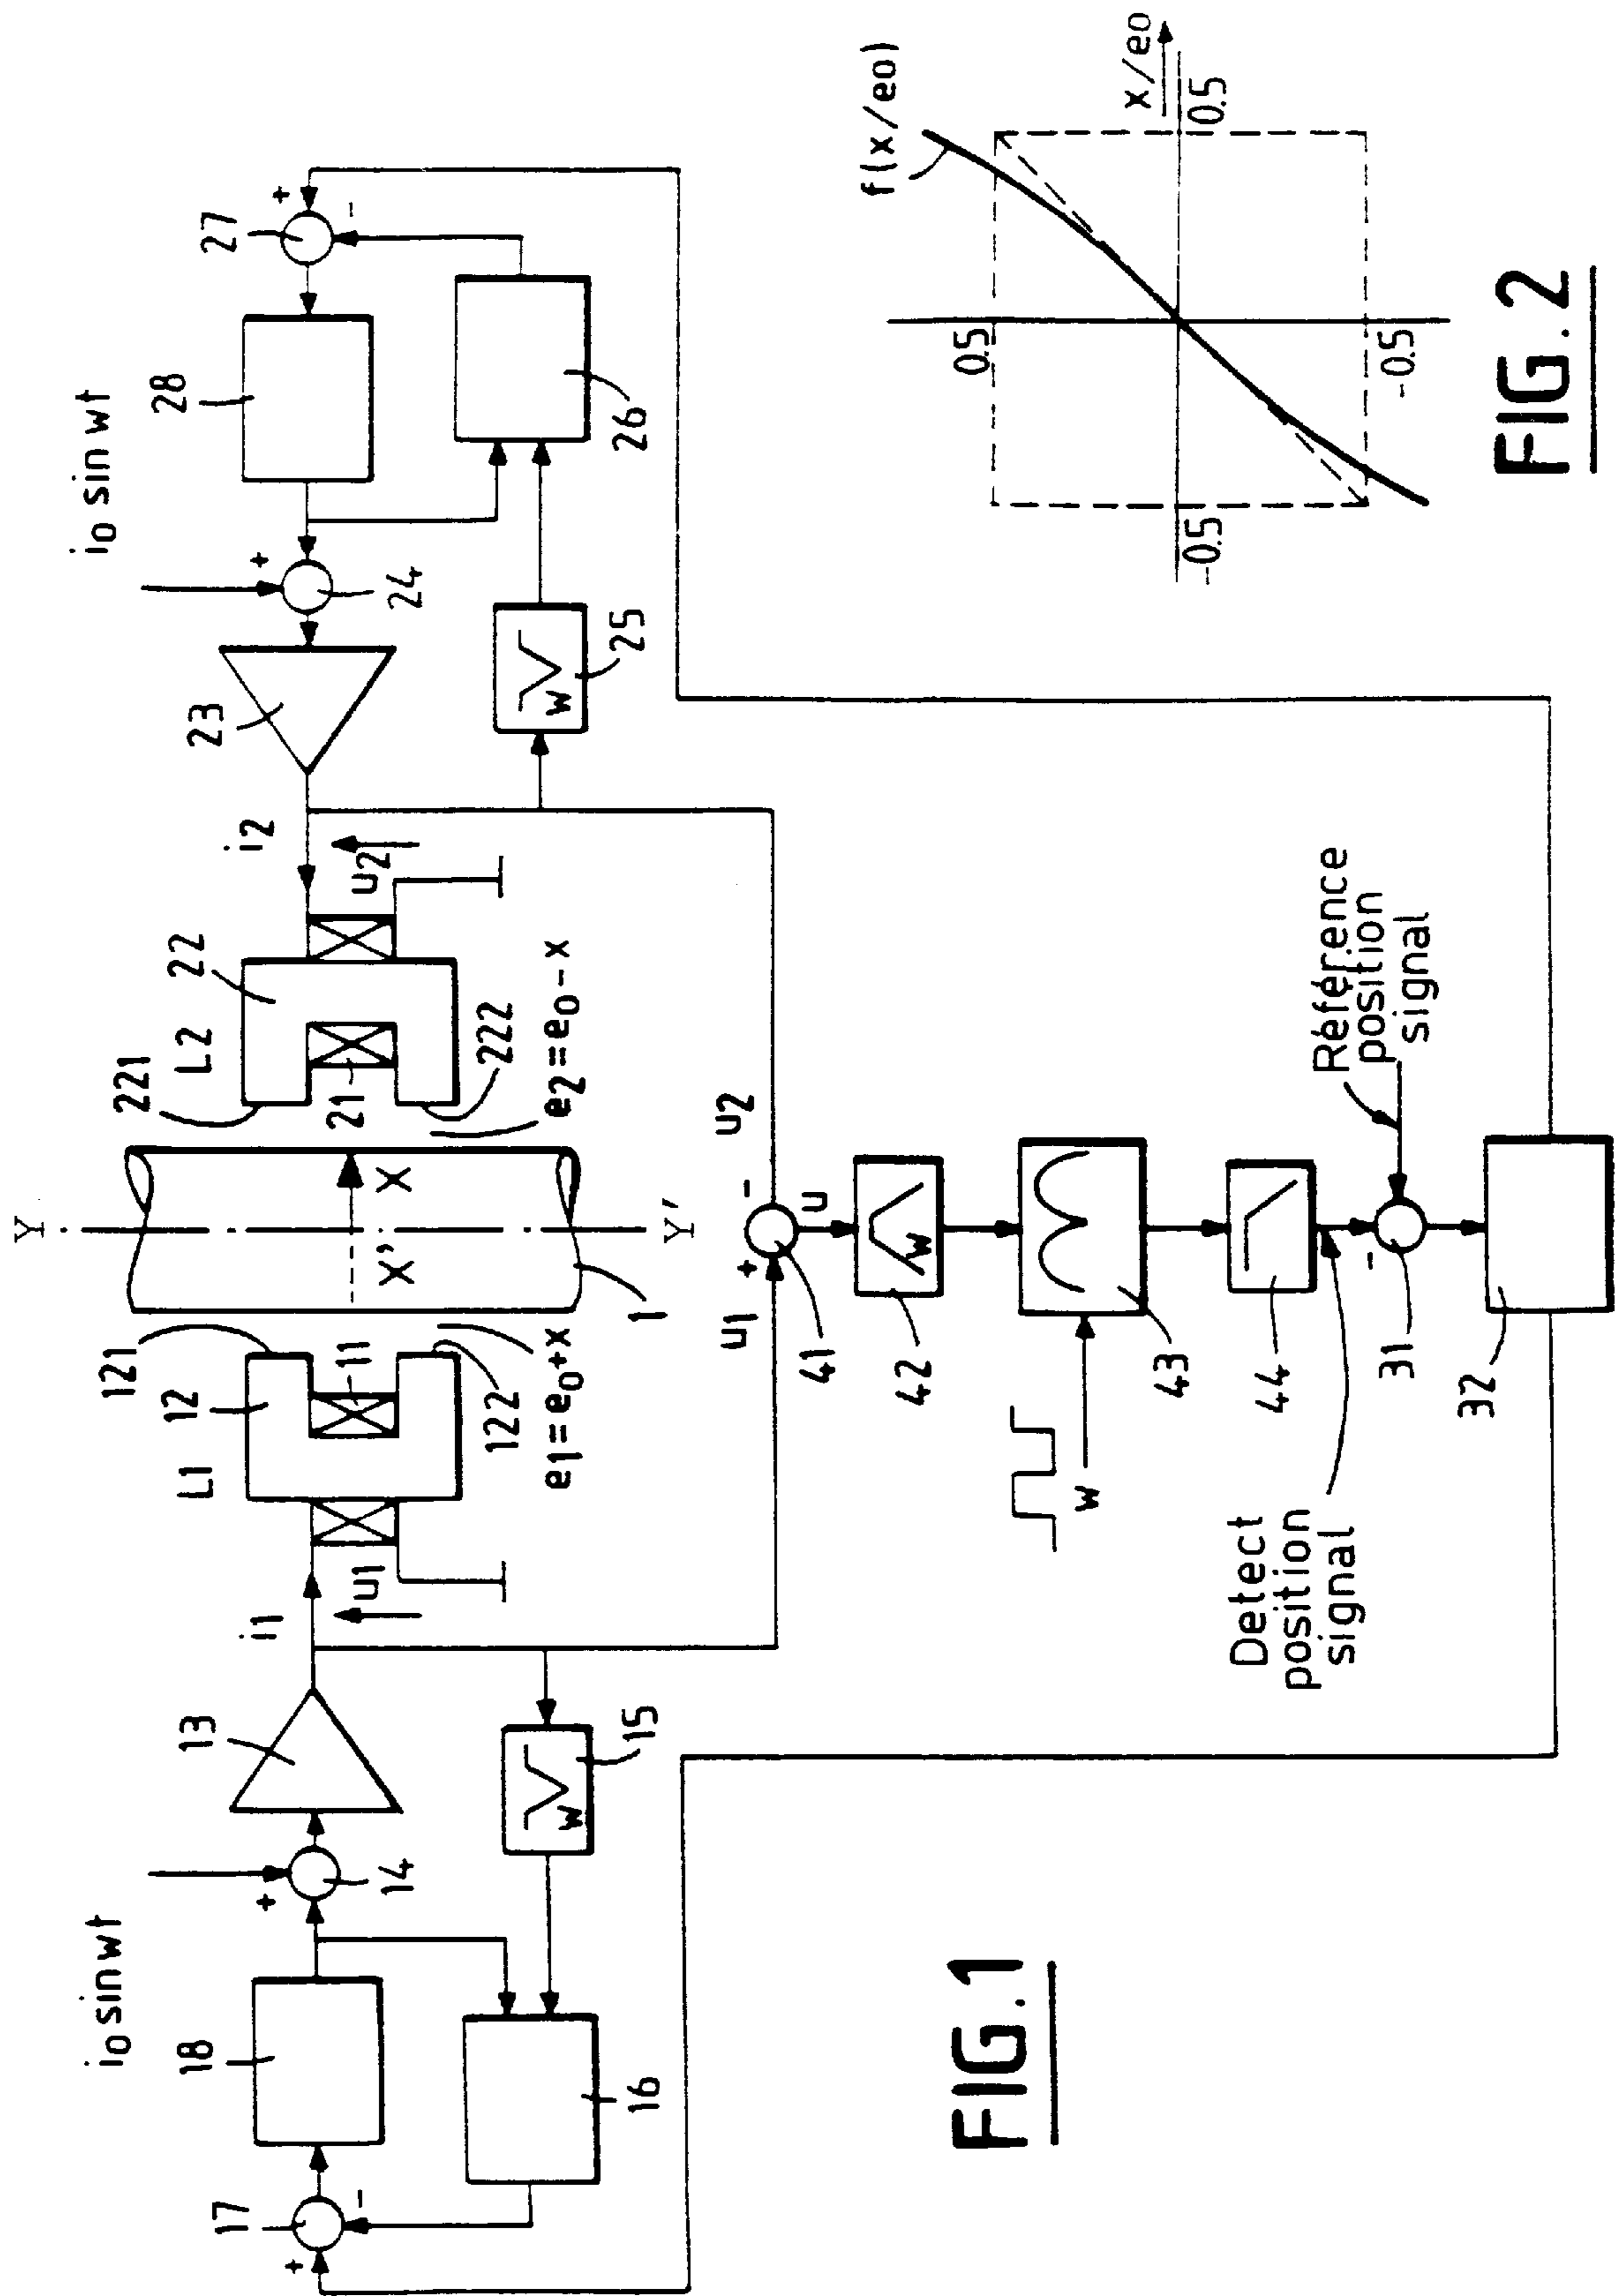 i0 sin wt
i0 sin wt
17
18
16
14
15
13
i1
u1
L1
12
121
11
122
e1=e0+x
Y
Y'
X'
X
1
L2
22
221
21
222
e2=e0-x
i2
u2
23
24
25
28
26
27
+
-
+
+
-
+
w
w
u1
u2
+
-
41
u
42
w
43
w
44
-
31
32
Detect
position
signal
Référence
position
signal
FIG.1
f(x/e0)
x/e0
0.5
0.5
-0.5
-0.5
FIG. 2